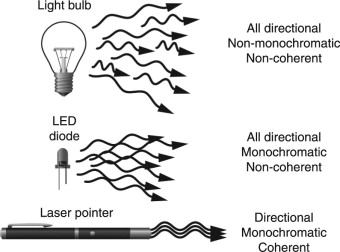 Light bulb
All directional
Non-monochromatic
Non-coherent
LED
diode
All directional
Monochromatic
Non-coherent
Laser pointer
Directional
Monochromatic
Coherent